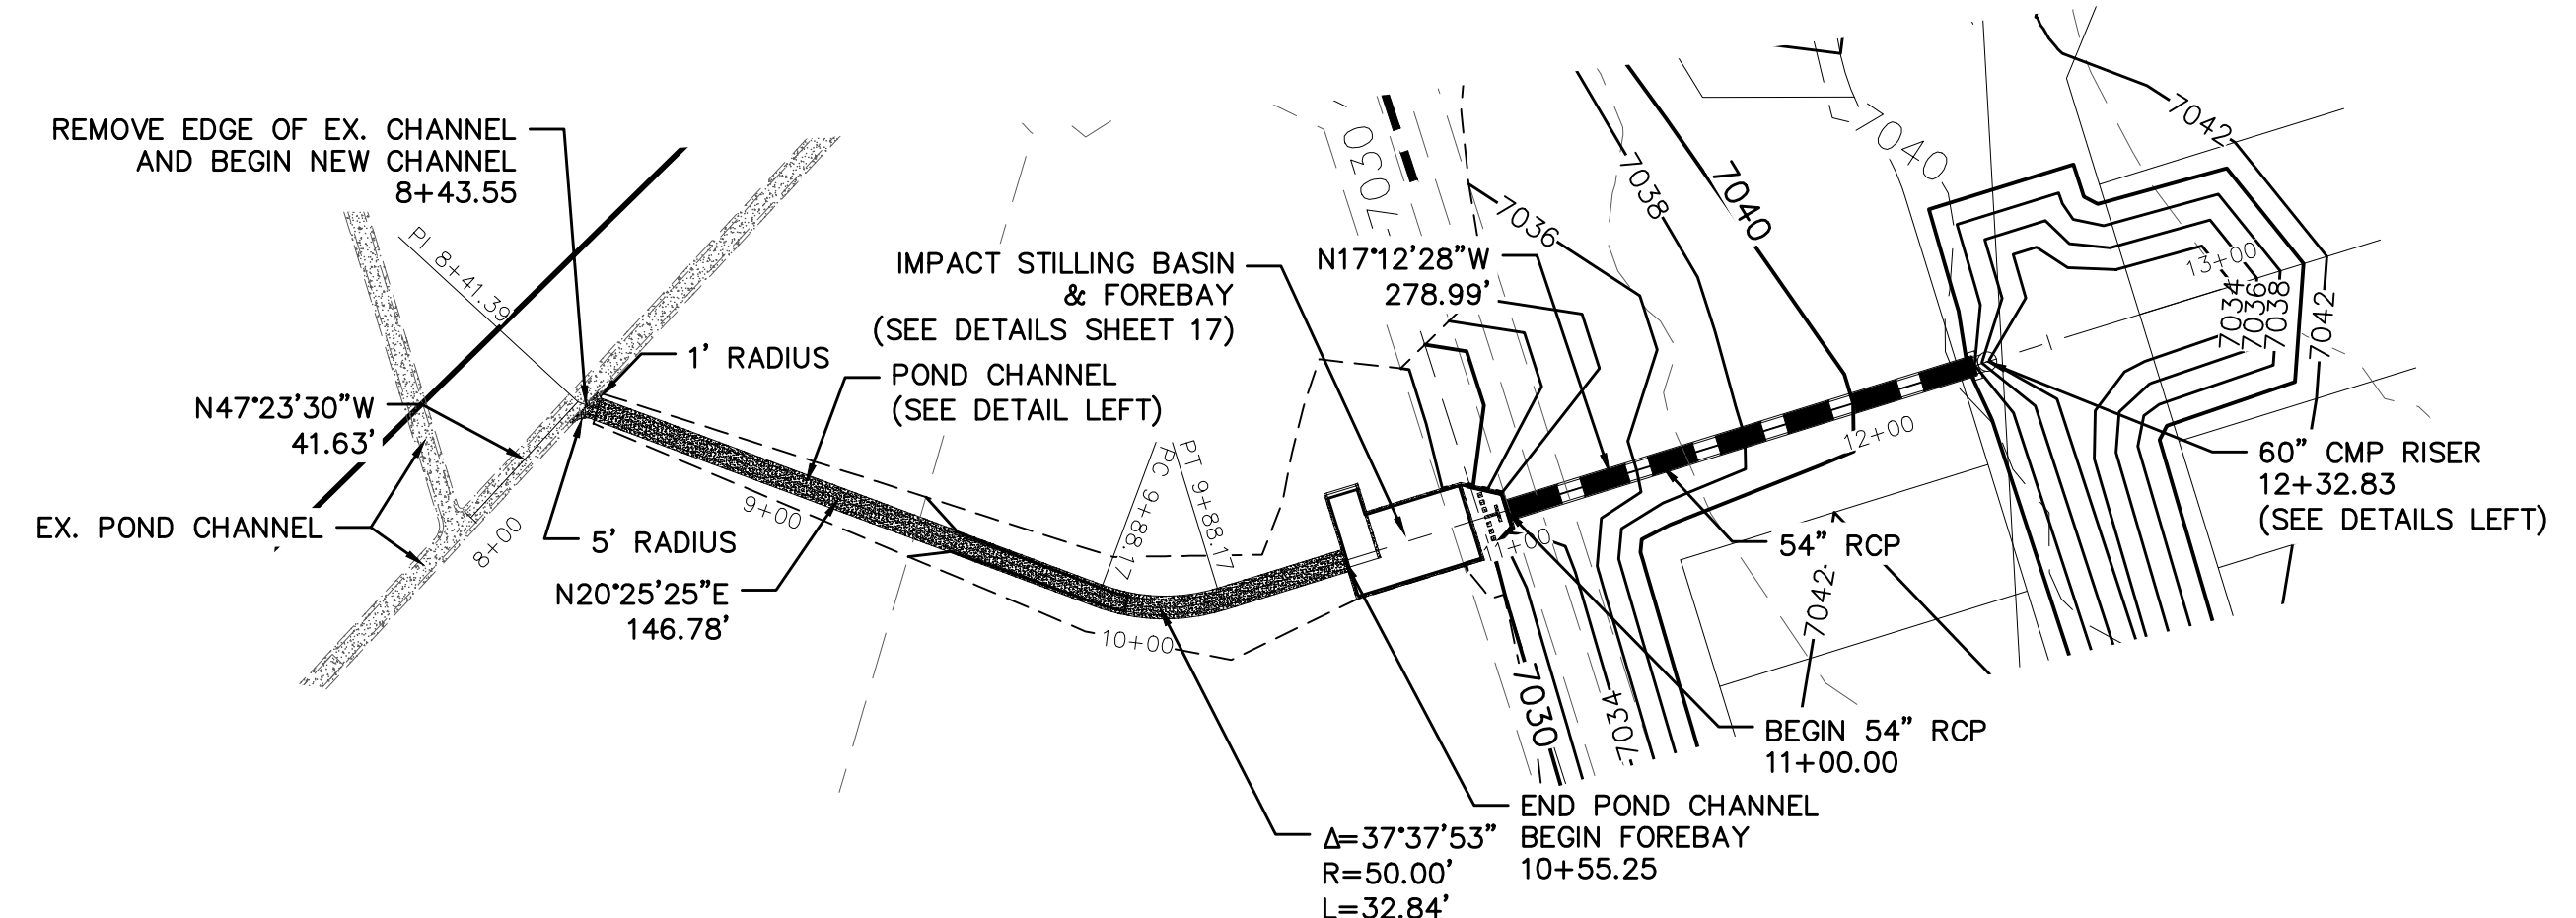 REMOVE EDGE OF EX. CHANNEL
AND BEGIN NEW CHANNEL
8+43.55
PI 8+41.39
N47°23'30"W
41.63'
EX. POND CHANNEL
8+00
1' RADIUS
5' RADIUS
POND CHANNEL
(SEE DETAIL LEFT)
9+00
N20°25'25"E
146.78'
IMPACT STILLING BASIN
& FOREBAY
(SEE DETAILS SHEET 17)
PC 9+88.17
PT 9+88.17
10+00
N17°12'28"W
278.99'
7030
7036
7038
7040
7040
7042
13+00
7034
7036
7038
7042
11+00
12+00
54" RCP
7042
60" CMP RISER
12+32.83
(SEE DETAILS LEFT)
7030
7034
BEGIN 54" RCP
11+00.00
END POND CHANNEL
BEGIN FOREBAY
10+55.25
Δ=37°37'53"
R=50.00'
L=32.84'